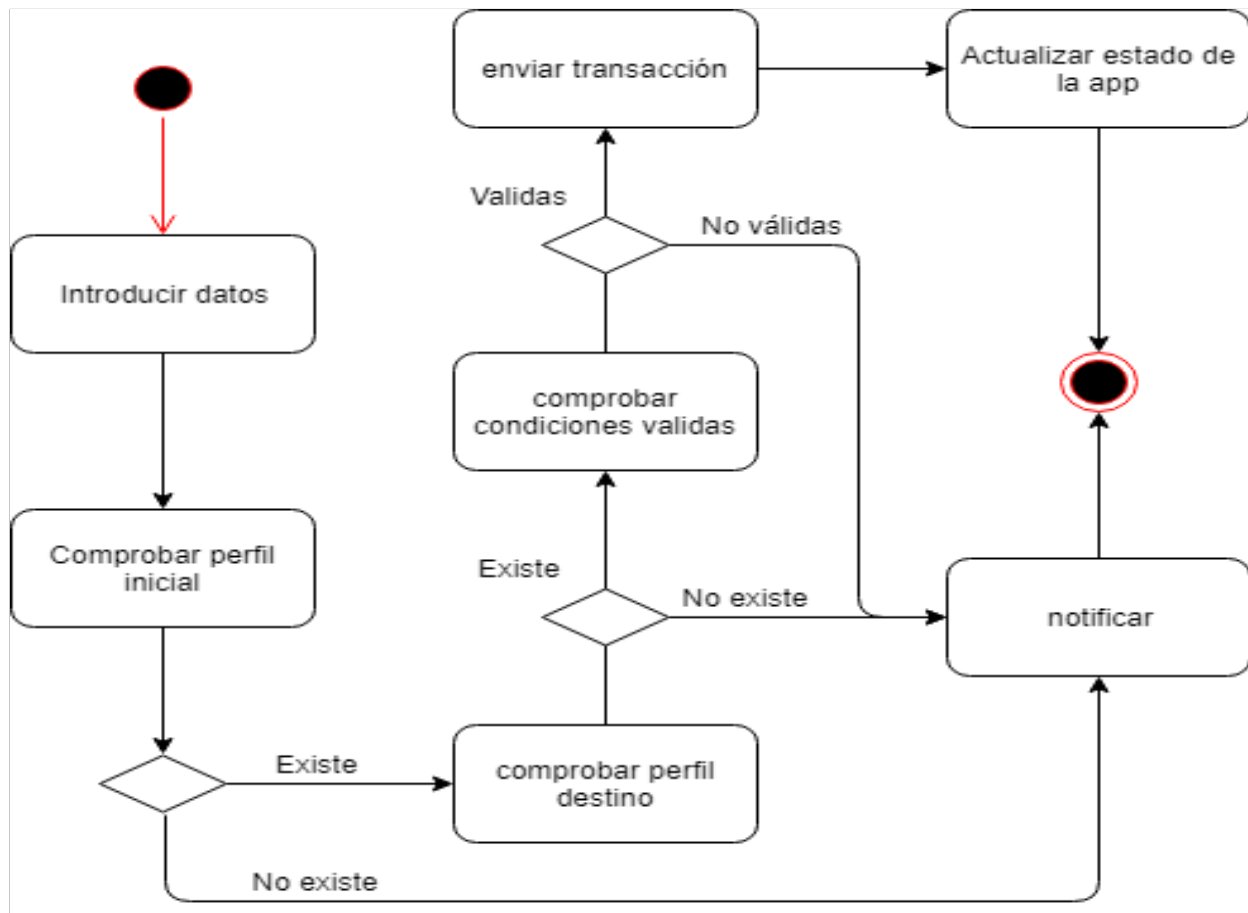 enviar transacción
Actualizar estado de
la app
Validas
No válidas
Introducir datos
comprobar
condiciones validas
Comprobar perfil
inicial
Existe
No existe
notificar
Existe
comprobar perfil
destino
No existe